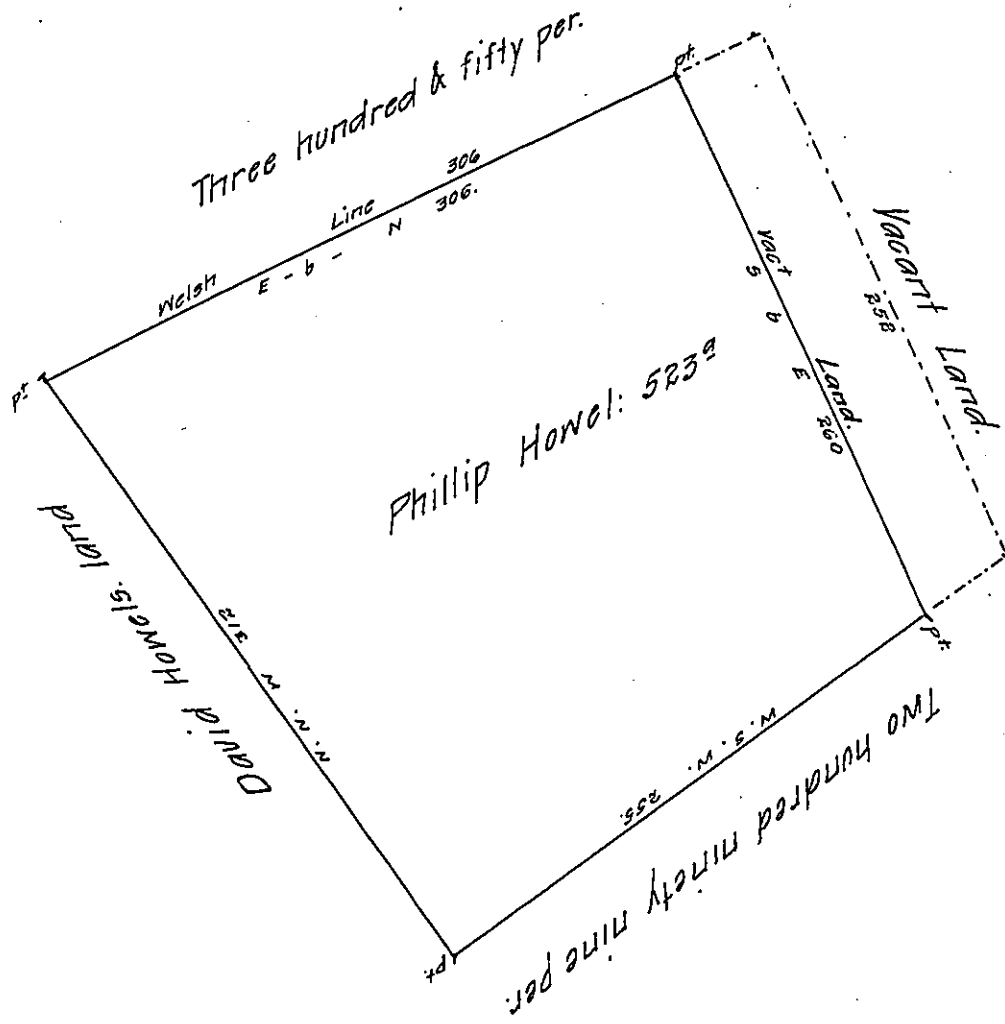 Three hundred & fifty per.
pt.
Welsh Line 306
E - b - N 306.
Vact Land.
S b E 260
Vacant Land.
258
pt.
Phillip Howel: 523a
David Howels. land
312
N. N. W
W. S. W. 255.
pt.
pt.
Two hundred ninety nine per.